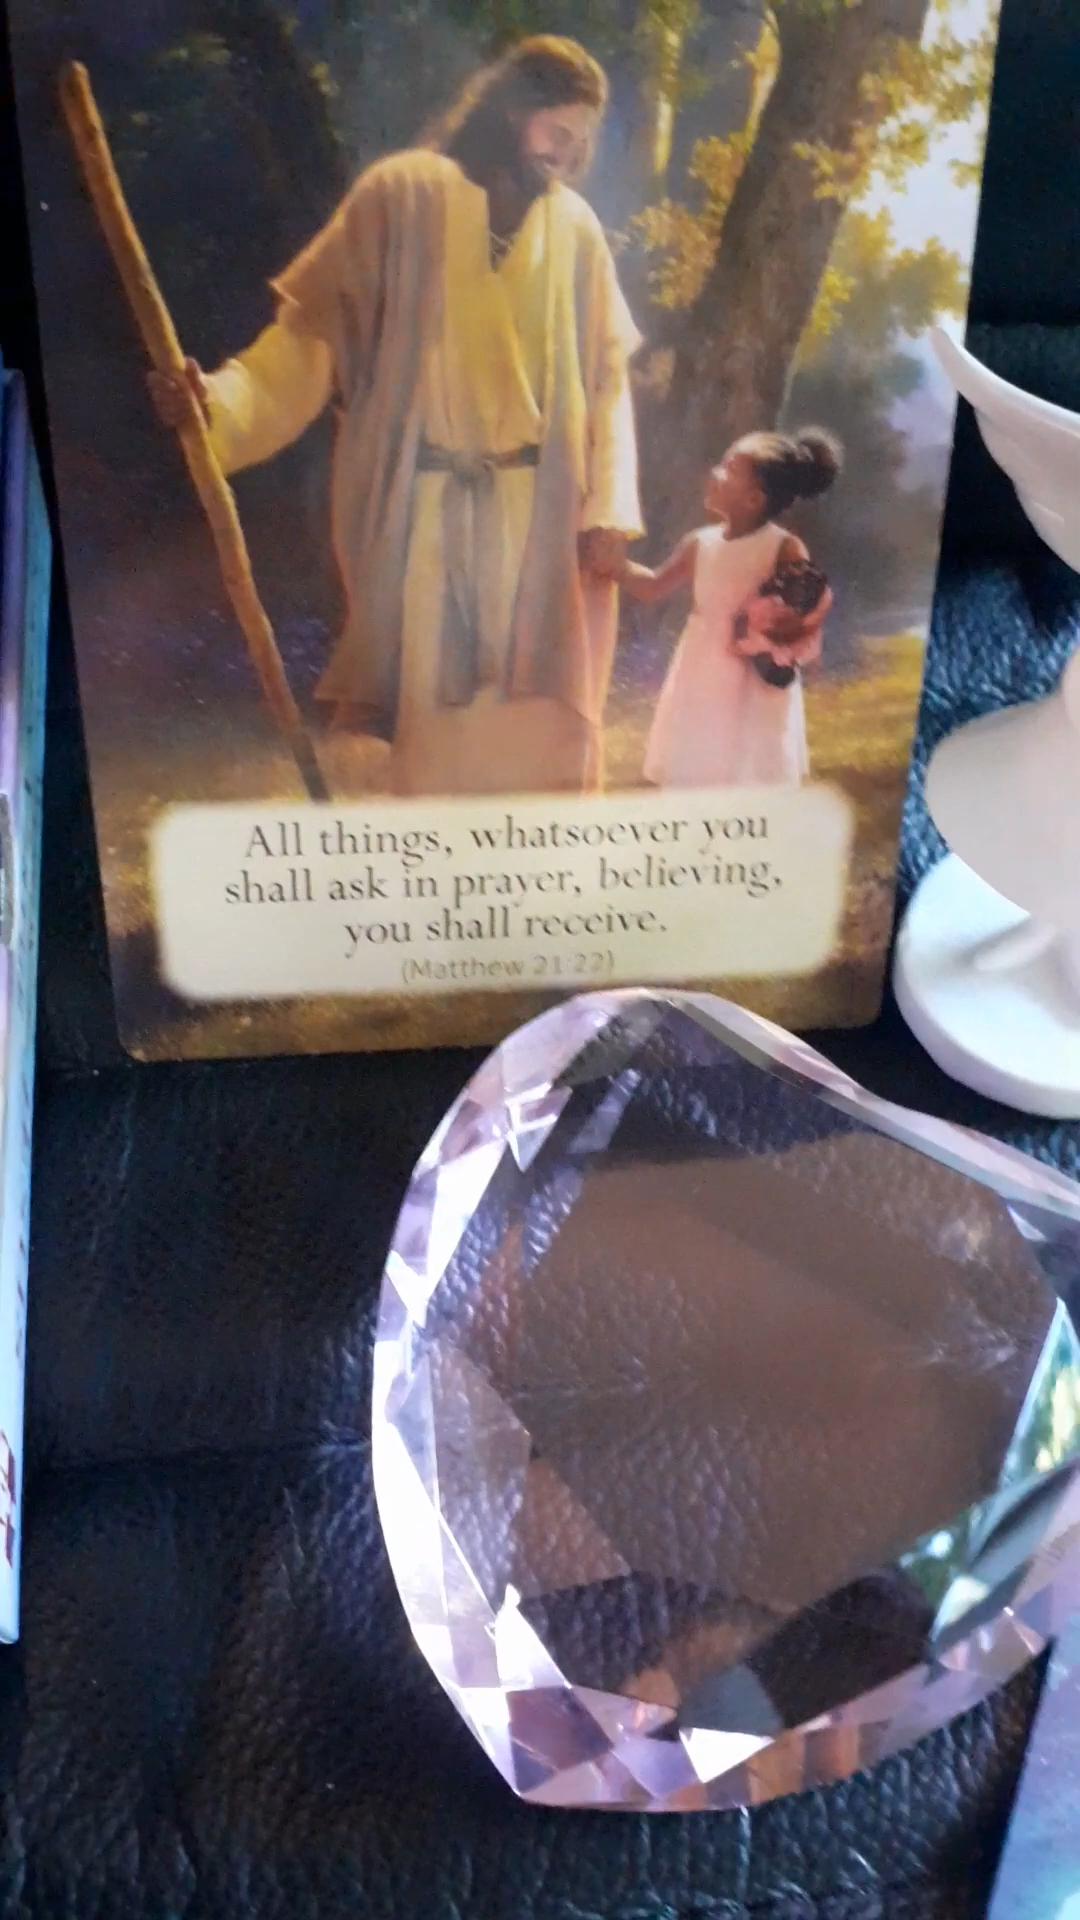 All things, whatsoever you
shall ask in prayer, believing,
you shall receive.
(Matthew 21:22)